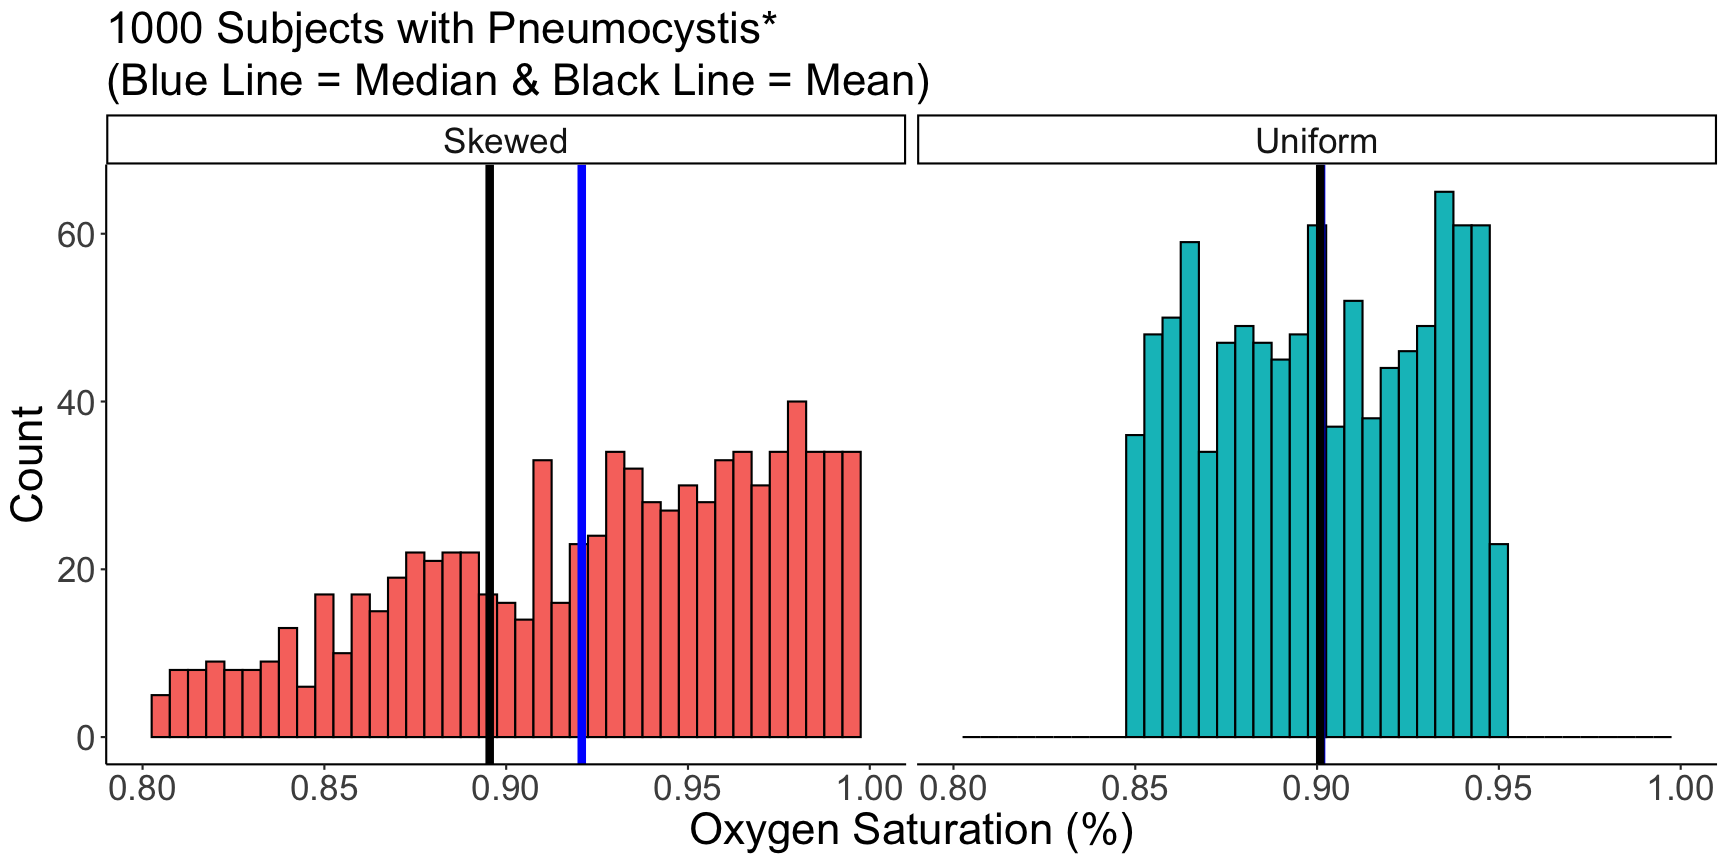 1000 Subjects with Pneumocystis*
(Blue Line = Median & Black Line = Mean)
Skewed
Uniform
Count
60
40
20
0
0.80 0.85 0.90 0.95 1.00
0.80 0.85 0.90 0.95 1.00
Oxygen Saturation (%)